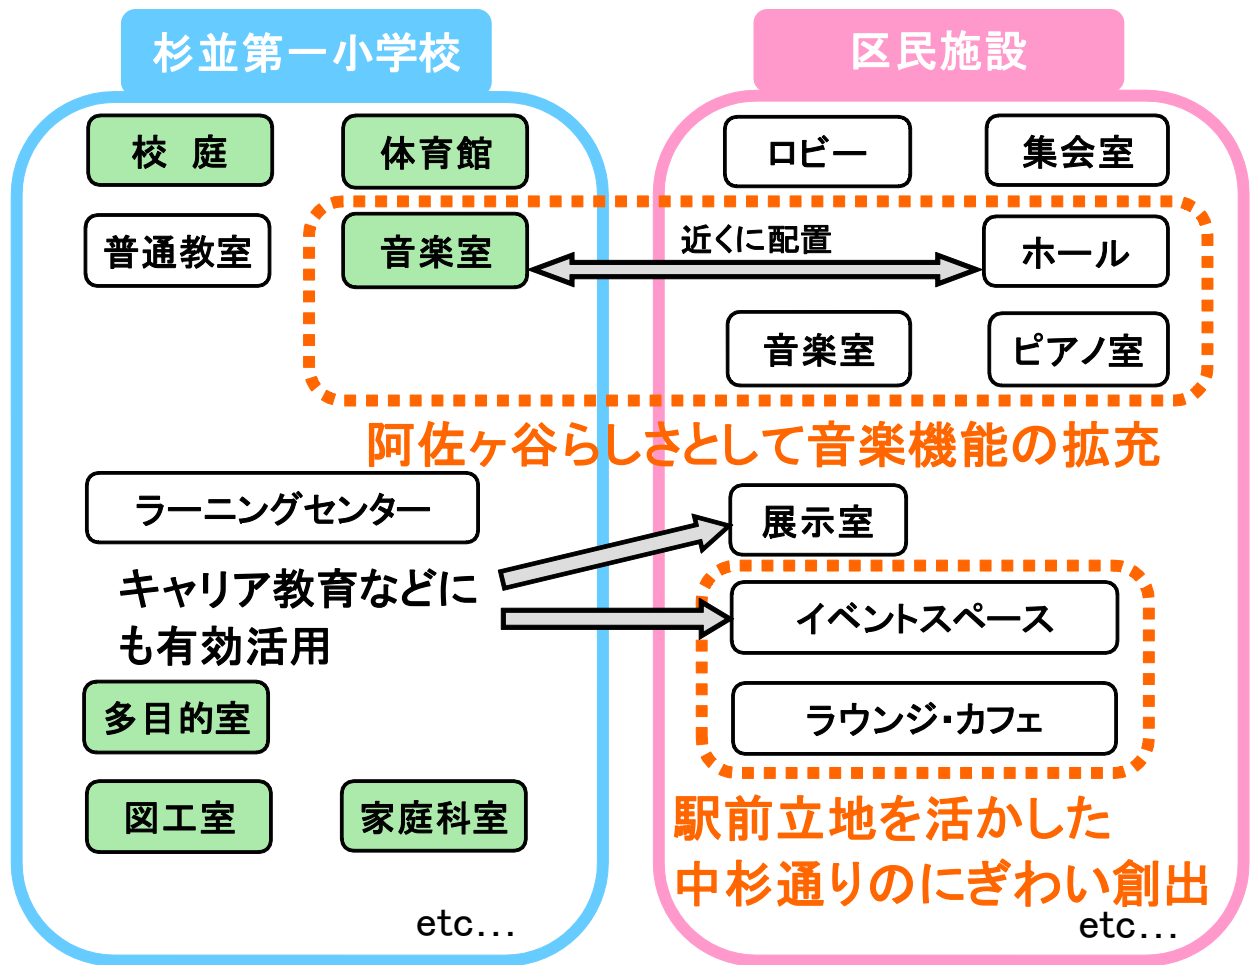 杉並第一小学校
区民施設
校 庭
体育館
ロビー
集会室
普通教室
音楽室
近くに配置
ホール
音楽室
ピアノ室
阿佐ヶ谷らしさとして音楽機能の拡充
ラーニングセンター
展示室
キャリア教育などに
も有効活用
イベントスペース
多目的室
ラウンジ・カフェ
図工室
家庭科室
駅前立地を活かした
中杉通りのにぎわい創出
etc...
etc...